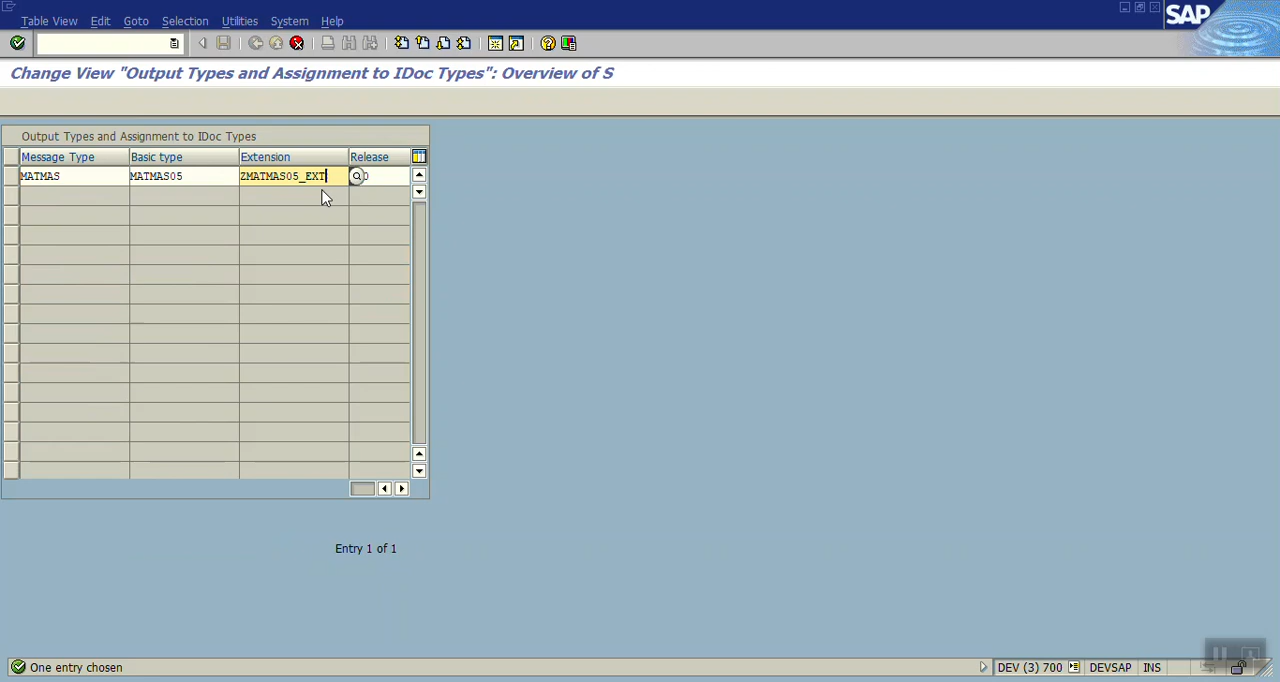 Table View Edit Goto Selection Utilities System Help
SAP
Change View "Output Types and Assignment to IDoc Types": Overview of S
Output Types and Assignment to IDoc Types
Message Type Basic type Extension Release
MATMAS MATMAS05 ZMATMAS05_EXT 0
Entry 1 of 1
One entry chosen DEV (3) 700 DEVSAP INS